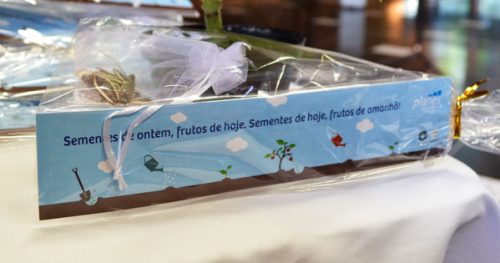 Sementes de ontem, frutos de hoje. Sementes de hoje, frutos de amanhã!